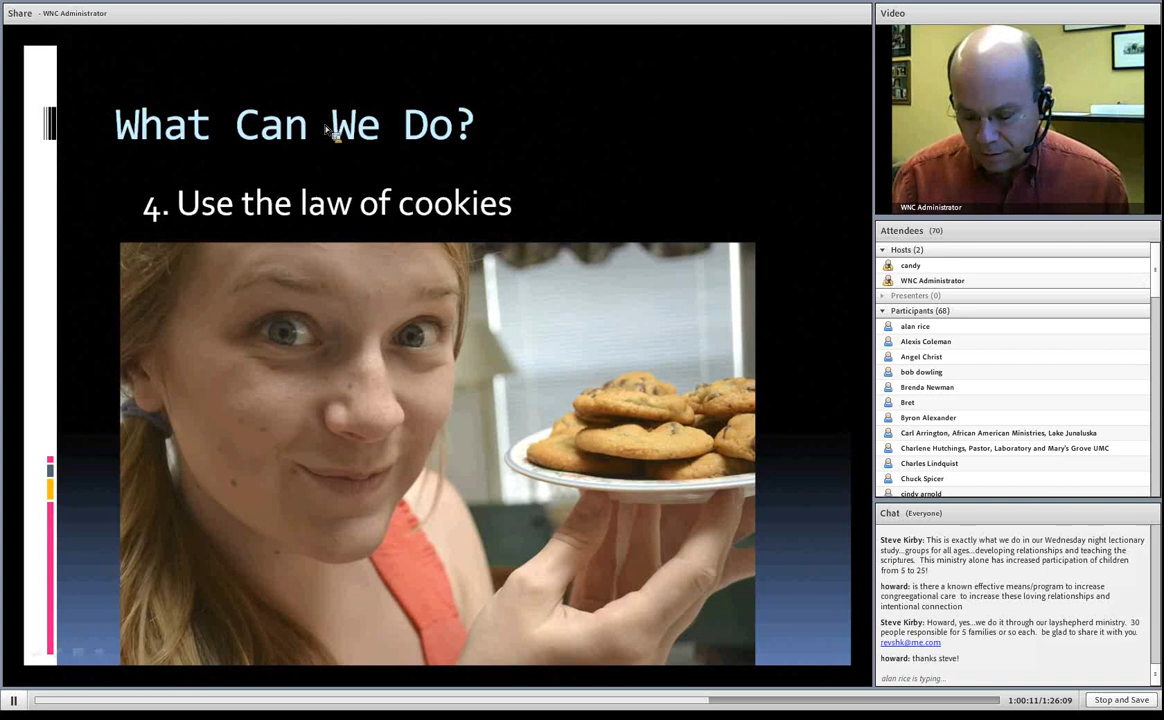 Share - WNC Administrator
What Can We Do?
4. Use the law of cookies
Video
WNC Administrator
Attendees (70)
Hosts (2)
candy
WNC Administrator
Presenters (0)
Participants (68)
alan rice
Alexis Coleman
Angel Christ
bob dowling
Brenda Newman
Bret
Byron Alexander
Carl Arrington, African American Ministries, Lake Junaluska
Charlene Hutchings, Pastor, Laboratory and Mary's Grove UMC
Charles Lindquist
Chuck Spicer
cindy arnold
Chat (Everyone)
Steve Kirby: This is exactly what we do in our Wednesday night lectionary
study...groups for all ages...developing relationships and teaching the
scriptures. This ministry alone has increased participation of children
from 5 to 25!
howard: is there a known effective means/program to increase
congreegational care to increase these loving relationships and
intentional connection
Steve Kirby: Howard, yes...we do it through our layshepherd ministry. 30
people responsible for 5 families or so each. be glad to share it with you.
revshk@me.com
howard: thanks steve!
alan rice is typing...
1:00:11/1:26:09
Stop and Save